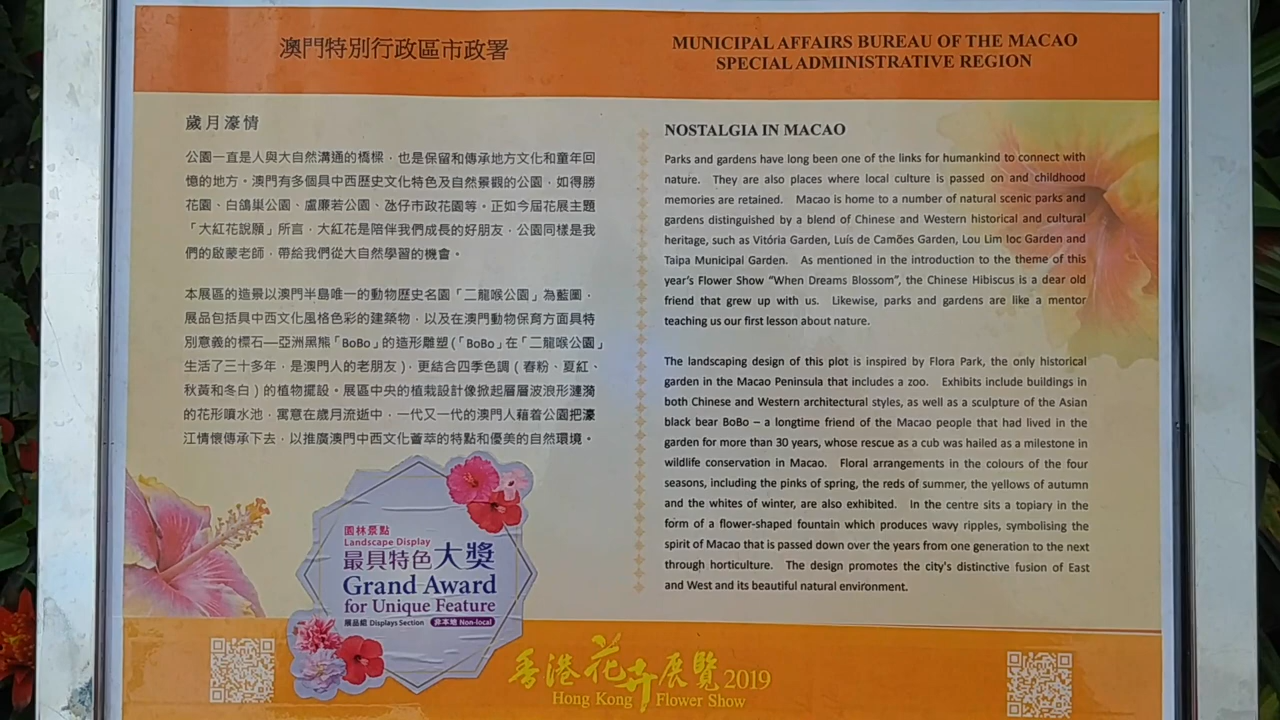 澳門特別行政區市政署
MUNICIPAL AFFAIRS BUREAU OF THE MACAO
SPECIAL ADMINISTRATIVE REGION
歲月濠情
公園一直是人與大自然溝通的橋樑，也是保留和傳承地方文化和童年回
憶的地方。澳門有多個具中西歷史文化特色及自然景觀的公園，如得勝
花園、白鴿巢公園、盧廉若公園、氹仔市政花園等。正如今屆花展主題
「大紅花說願」所言，大紅花是陪伴我們成長的好朋友，公園同樣是我
們的啟蒙老師，帶給我們從大自然學習的機會。
本展區的造景以澳門半島唯一的動物歷史名園「二龍喉公園」為藍圖，
展品包括具中西文化風格色彩的建築物，以及在澳門動物保育方面具特
別意義的標石—亞洲黑熊「BoBo」的造形雕塑(「BoBo」在「二龍喉公園」
生活了三十多年，是澳門人的老朋友)，更結合四季色調（春粉、夏紅、
秋黃和冬白）的植物擺設。展區中央的植栽設計像掀起層層波浪形漣漪
的花形噴水池，寓意在歲月流逝中，一代又一代的澳門人藉着公園把濠
江情懷傳承下去，以推廣澳門中西文化薈萃的特點和優美的自然環境。
NOSTALGIA IN MACAO
Parks and gardens have long been one of the links for humankind to connect with
nature. They are also places where local culture is passed on and childhood
memories are retained. Macao is home to a number of natural scenic parks and
gardens distinguished by a blend of Chinese and Western historical and cultural
heritage, such as Vitória Garden, Luís de Camões Garden, Lou Lim Ioc Garden and
Taipa Municipal Garden. As mentioned in the introduction to the theme of this
year's Flower Show "When Dreams Blossom", the Chinese Hibiscus is a dear old
friend that grew up with us. Likewise, parks and gardens are like a mentor
teaching us our first lesson about nature.
The landscaping design of this plot is inspired by Flora Park, the only historical
garden in the Macao Peninsula that includes a zoo. Exhibits include buildings in
both Chinese and Western architectural styles, as well as a sculpture of the Asian
black bear BoBo – a longtime friend of the Macao people that had lived in the
garden for more than 30 years, whose rescue as a cub was hailed as a milestone in
wildlife conservation in Macao. Floral arrangements in the colours of the four
seasons, including the pinks of spring, the reds of summer, the yellows of autumn
and the whites of winter, are also exhibited. In the centre sits a topiary in the
form of a flower-shaped fountain which produces wavy ripples, symbolising the
spirit of Macao that is passed down over the years from one generation to the next
through horticulture. The design promotes the city's distinctive fusion of East
and West and its beautiful natural environment.
園林景點
Landscape Display
最具特色大獎
Grand Award
for Unique Feature
展品組 Displays Section 非本地 Non-local
香港花卉展覽 2019
Hong Kong Flower Show